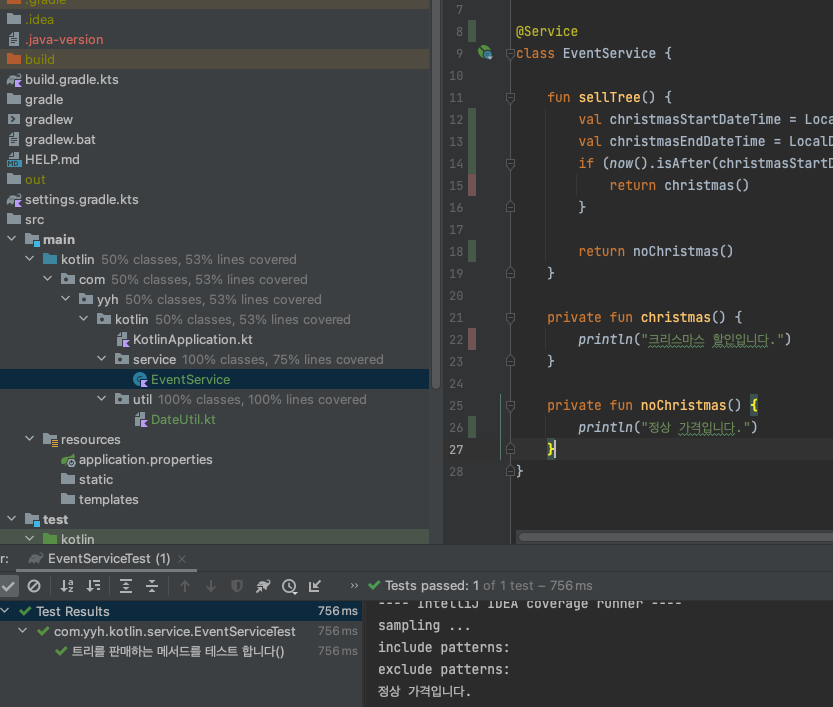 .gradle
.idea
.java-version
build
build.gradle.kts
gradle
gradlew
gradlew.bat
HELP.md
out
settings.gradle.kts
src
main
kotlin 50% classes, 53% lines covered
com 50% classes, 53% lines covered
yyh 50% classes, 53% lines covered
kotlin 50% classes, 53% lines covered
KotlinApplication.kt
service 100% classes, 75% lines covered
EventService
util 100% classes, 100% lines covered
DateUtil.kt
resources
application.properties
static
templates
test
kotlin
7
8 @Service
9 class EventService {
10
11 fun sellTree() {
12 val christmasStartDateTime = Loca
13 val christmasEndDateTime = LocalD
14 if (now().isAfter(christmasStartD
15 return christmas()
16 }
17
18 return noChristmas()
19 }
20
21 private fun christmas() {
22 println("크리스마스 할인입니다.")
23 }
24
25 private fun noChristmas() {
26 println("정상 가격입니다.")
27 }
28 }
r: EventServiceTest (1) ×
Tests passed: 1 of 1 test – 756 ms
Test Results 756 ms
com.yyh.kotlin.service.EventServiceTest 756 ms
트리를 판매하는 메서드를 테스트 합니다() 756 ms
---- IntelliJ IDEA coverage runner ----
sampling ...
include patterns:
exclude patterns:
정상 가격입니다.